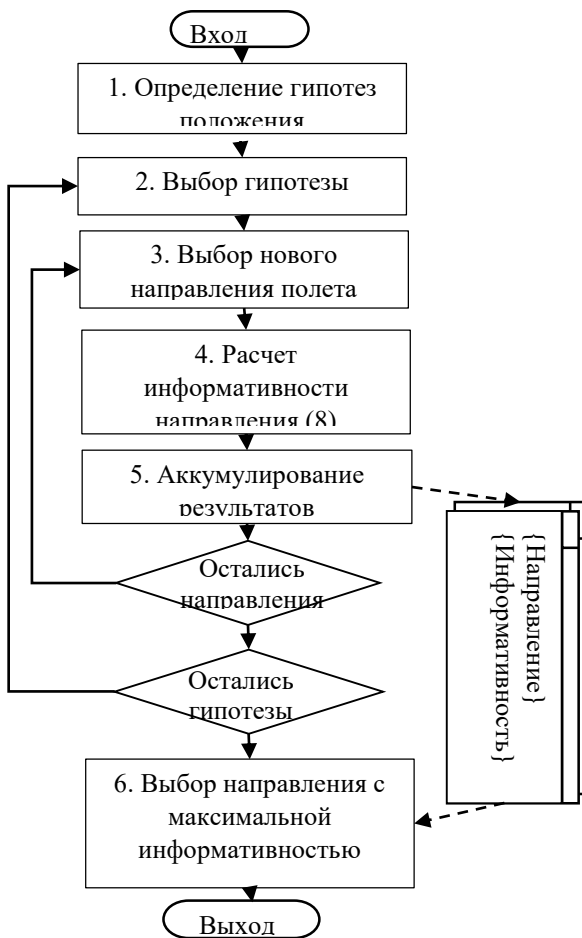 Вход
1. Определение гипотез
положения
2. Выбор гипотезы
3. Выбор нового
направления полета
4. Расчет
информативности
направления (8)
5. Аккумулирование
результатов
{Направление}
{Информативность}
Остались
направления
Остались
гипотезы
6. Выбор направления с
максимальной
информативностью
Выход